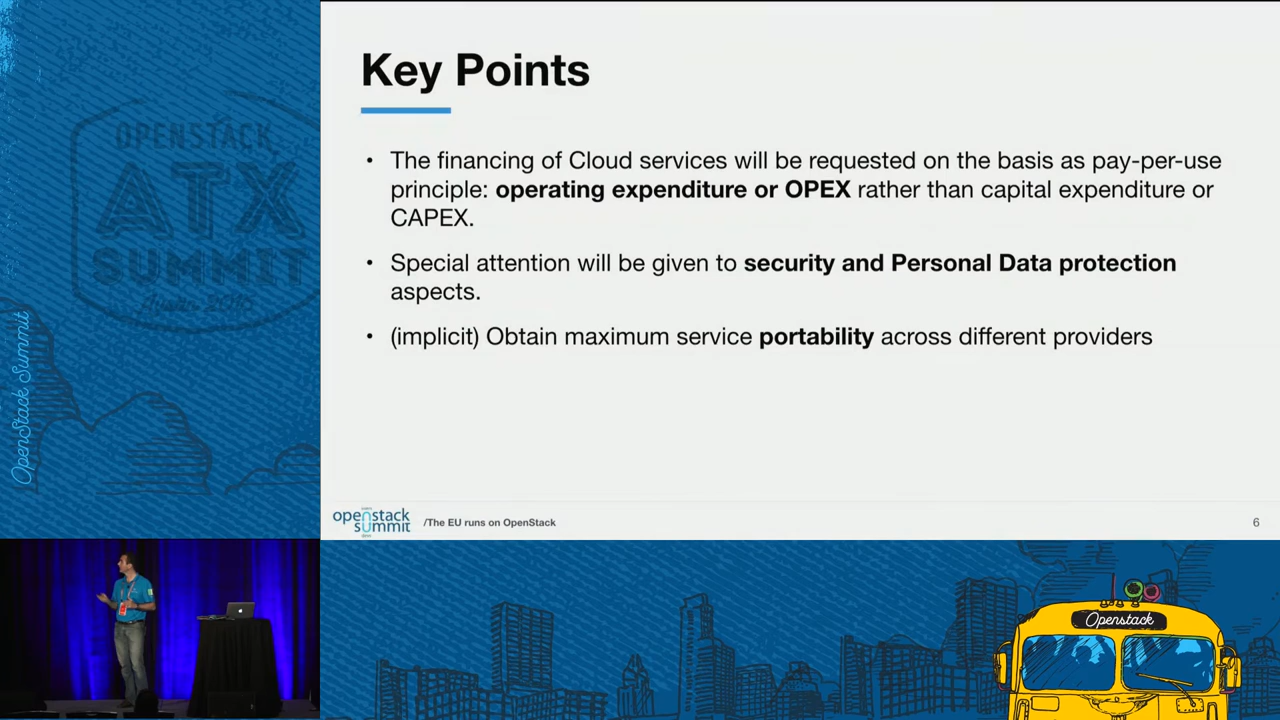 Key Points
• The financing of Cloud services will be requested on the basis as pay-per-use
principle: operating expenditure or OPEX rather than capital expenditure or
CAPEX.
• Special attention will be given to security and Personal Data protection
aspects.
• (implicit) Obtain maximum service portability across different providers
openstack
summit
/The EU runs on OpenStack
6
OPENSTACK
ATX
SUMMIT
Austin 2016
OpenStack Summit
Openstack